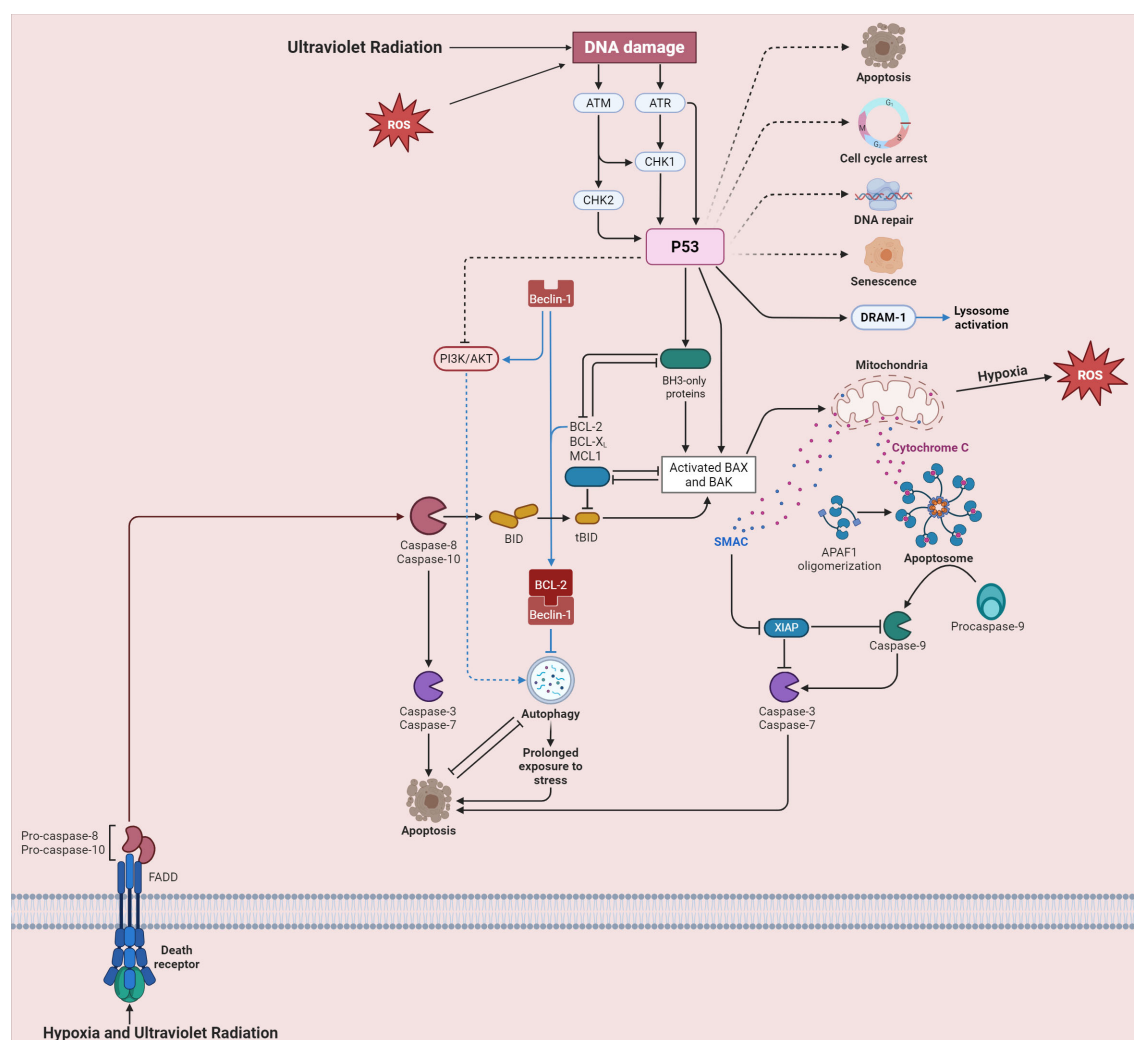 Ultraviolet Radiation
DNA damage
ROS
ATM
ATR
CHK1
CHK2
P53
Apoptosis
G₁
M
S
G₂
Cell cycle arrest
DNA repair
Senescence
DRAM-1
Lysosome
activation
Beclin-1
PI3K/AKT
BH3-only
proteins
Mitochondria
Hypoxia
ROS
BCL-2
BCL-X_L
MCL1
Activated BAX
and BAK
Cytochrome C
Caspase-8
Caspase-10
BID
tBID
SMAC
APAF1
oligomerization
Apoptosome
BCL-2
Beclin-1
XIAP
Caspase-9
Procaspase-9
Caspase-3
Caspase-7
Autophagy
Caspase-3
Caspase-7
Prolonged
exposure to
stress
Apoptosis
Pro-caspase-8
Pro-caspase-10
FADD
Death
receptor
Hypoxia and Ultraviolet Radiation